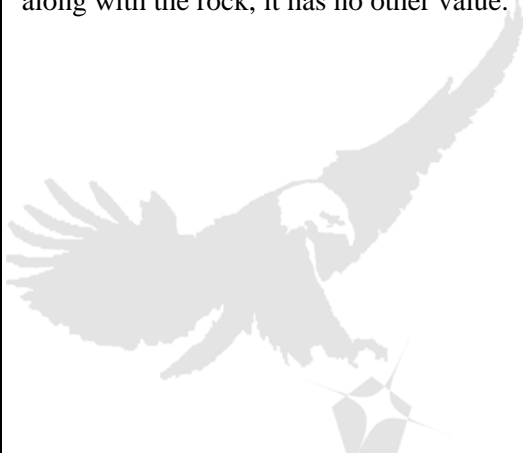 along with the rock, it has no other value.